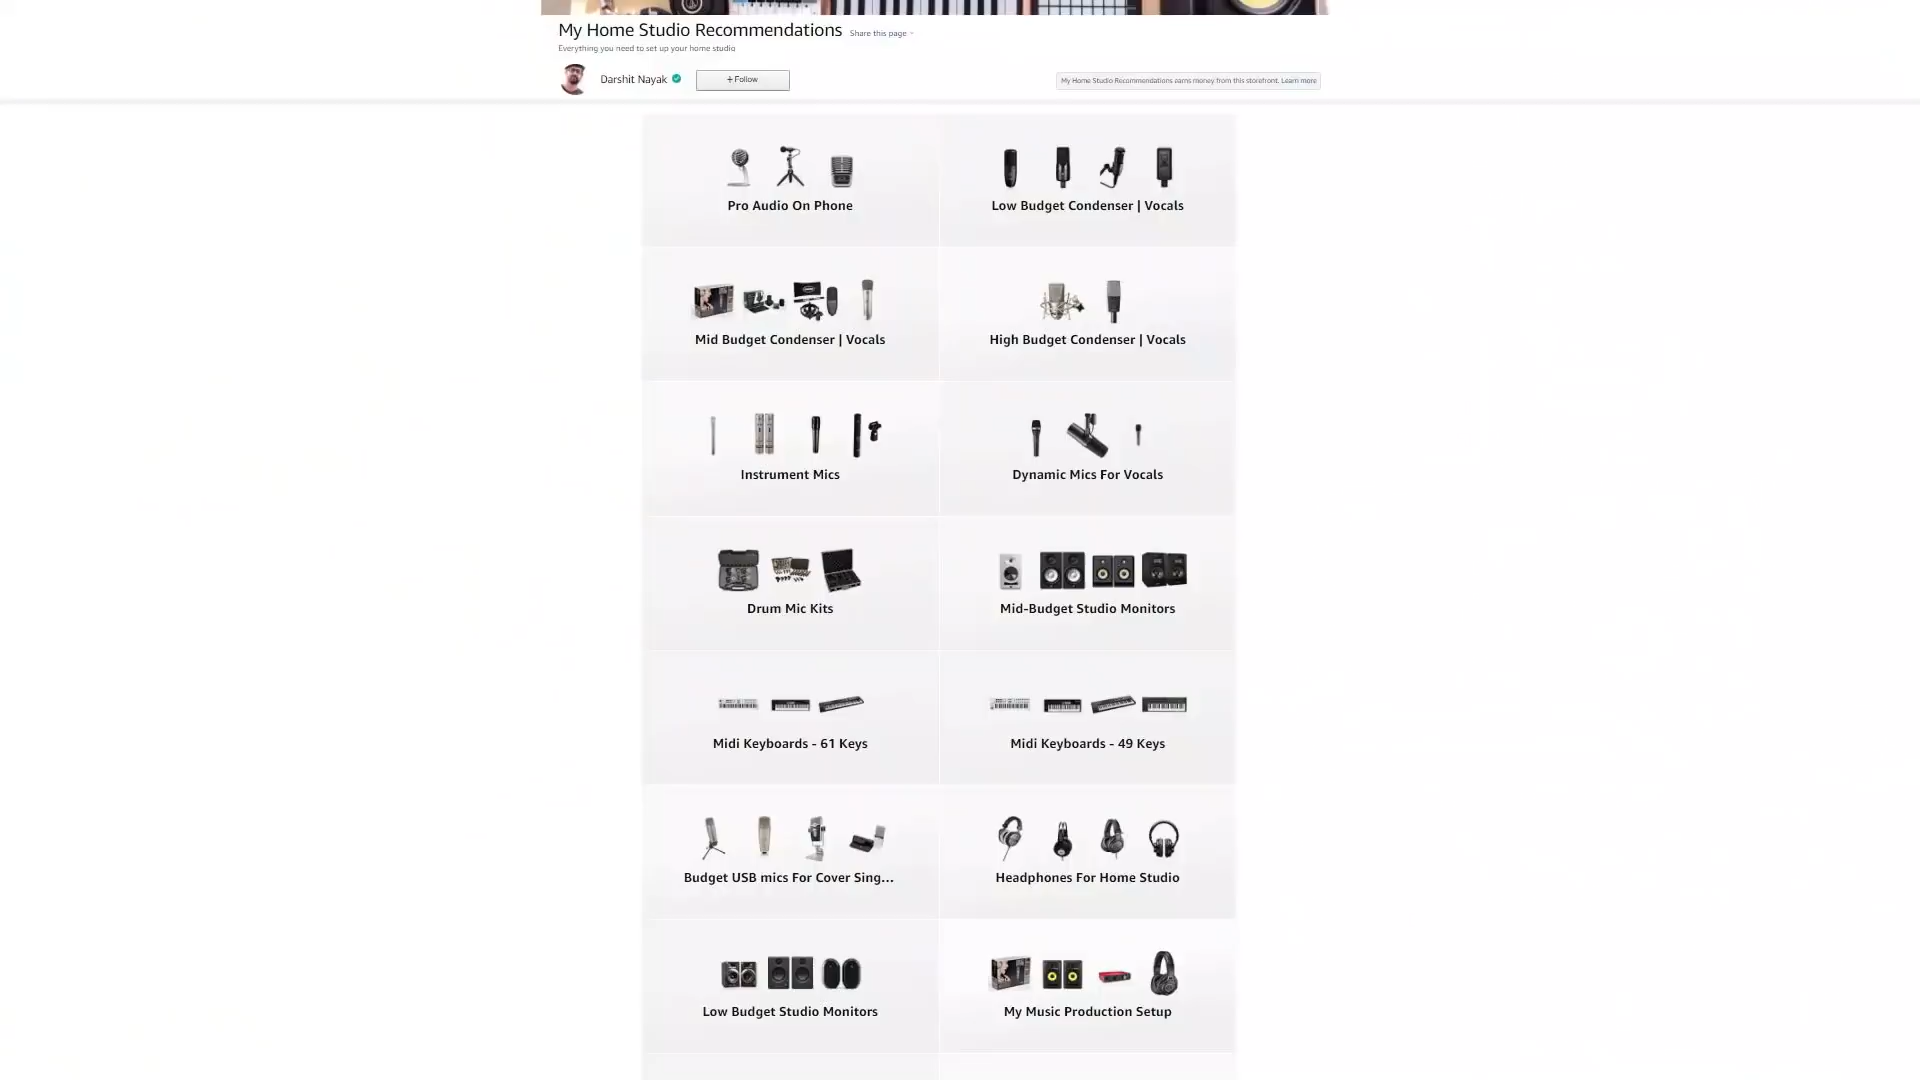 My Home Studio Recommendations Share this page
Everything you need to set up your home studio
Darshit Nayak + Follow My Home Studio Recommendations earns money from this storefront. Learn more
Pro Audio On Phone Low Budget Condenser | Vocals
Mid Budget Condenser | Vocals High Budget Condenser | Vocals
Instrument Mics Dynamic Mics For Vocals
Drum Mic Kits Mid-Budget Studio Monitors
Midi Keyboards - 61 Keys Midi Keyboards - 49 Keys
Budget USB mics For Cover Sing... Headphones For Home Studio
Low Budget Studio Monitors My Music Production Setup